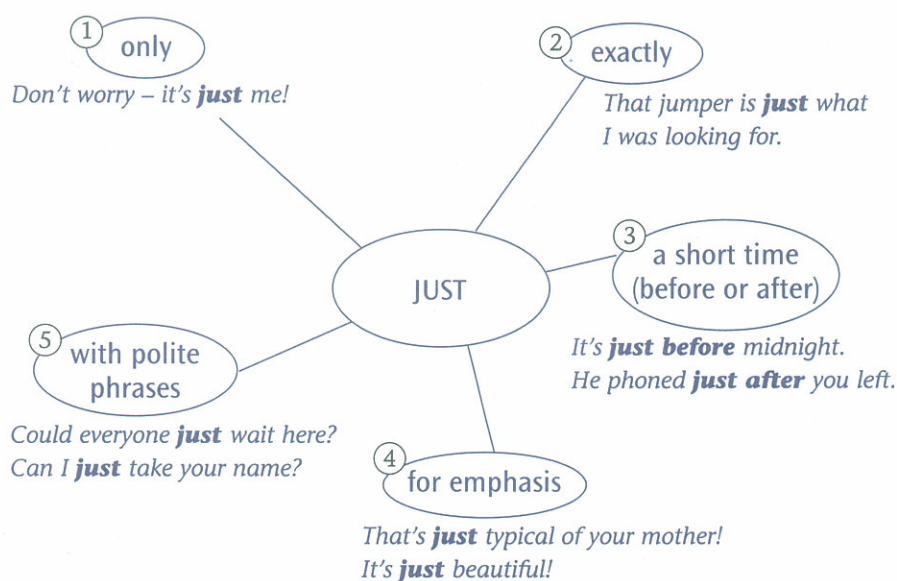 1 only
Don't worry – it's just me!
2 exactly
That jumper is just what
I was looking for.
JUST
3 a short time
(before or after)
It's just before midnight.
He phoned just after you left.
5 with polite
phrases
Could everyone just wait here?
Can I just take your name?
4 for emphasis
That's just typical of your mother!
It's just beautiful!